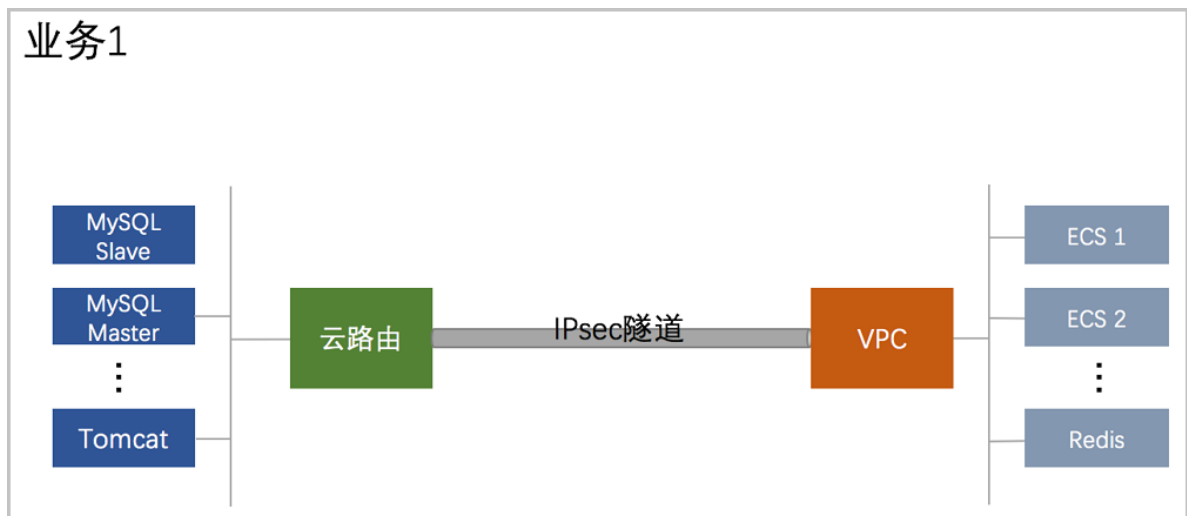 业务1
MySQL
Slave
MySQL
Master
⋮
Tomcat
云路由
IPsec隧道
VPC
ECS 1
ECS 2
⋮
Redis